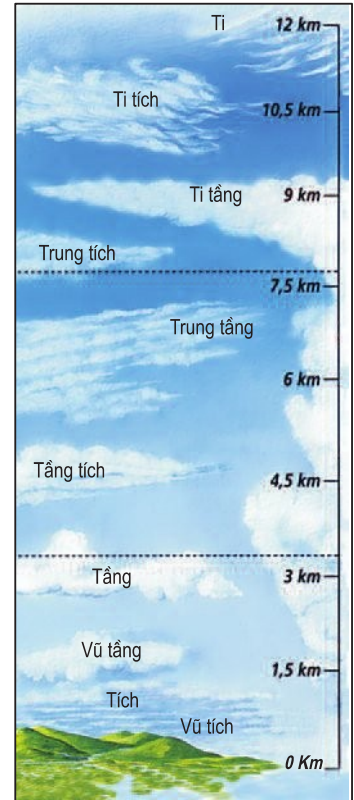 Ti
12 km
Ti tích
10,5 km
Ti tầng
9 km
Trung tích
7,5 km
Trung tầng
6 km
Tầng tích
4,5 km
Tầng
3 km
Vũ tầng
1,5 km
Tích
Vũ tích
0 Km